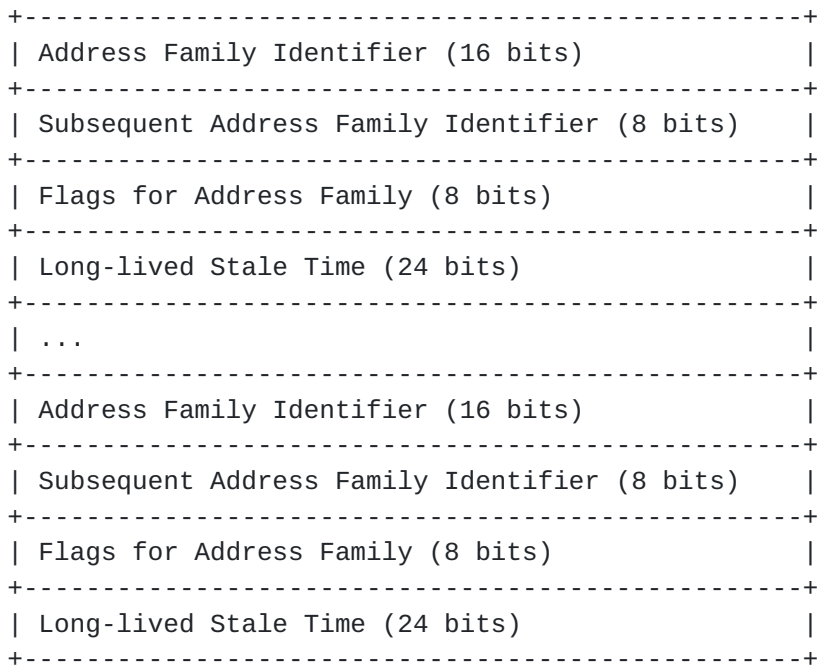 +--------------------------------------------------+
| Address Family Identifier (16 bits)              |
+--------------------------------------------------+
| Subsequent Address Family Identifier (8 bits)    |
+--------------------------------------------------+
| Flags for Address Family (8 bits)                |
+--------------------------------------------------+
| Long-lived Stale Time (24 bits)                  |
+--------------------------------------------------+
| ...                                              |
+--------------------------------------------------+
| Address Family Identifier (16 bits)              |
+--------------------------------------------------+
| Subsequent Address Family Identifier (8 bits)    |
+--------------------------------------------------+
| Flags for Address Family (8 bits)                |
+--------------------------------------------------+
| Long-lived Stale Time (24 bits)                  |
+--------------------------------------------------+